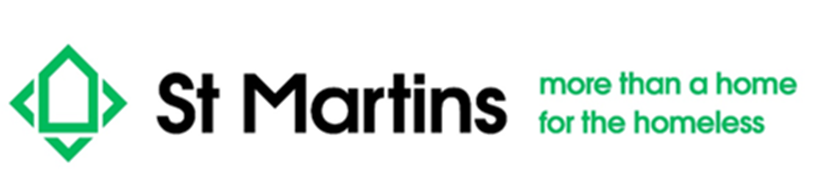 St Martins
more than a home
for the homeless